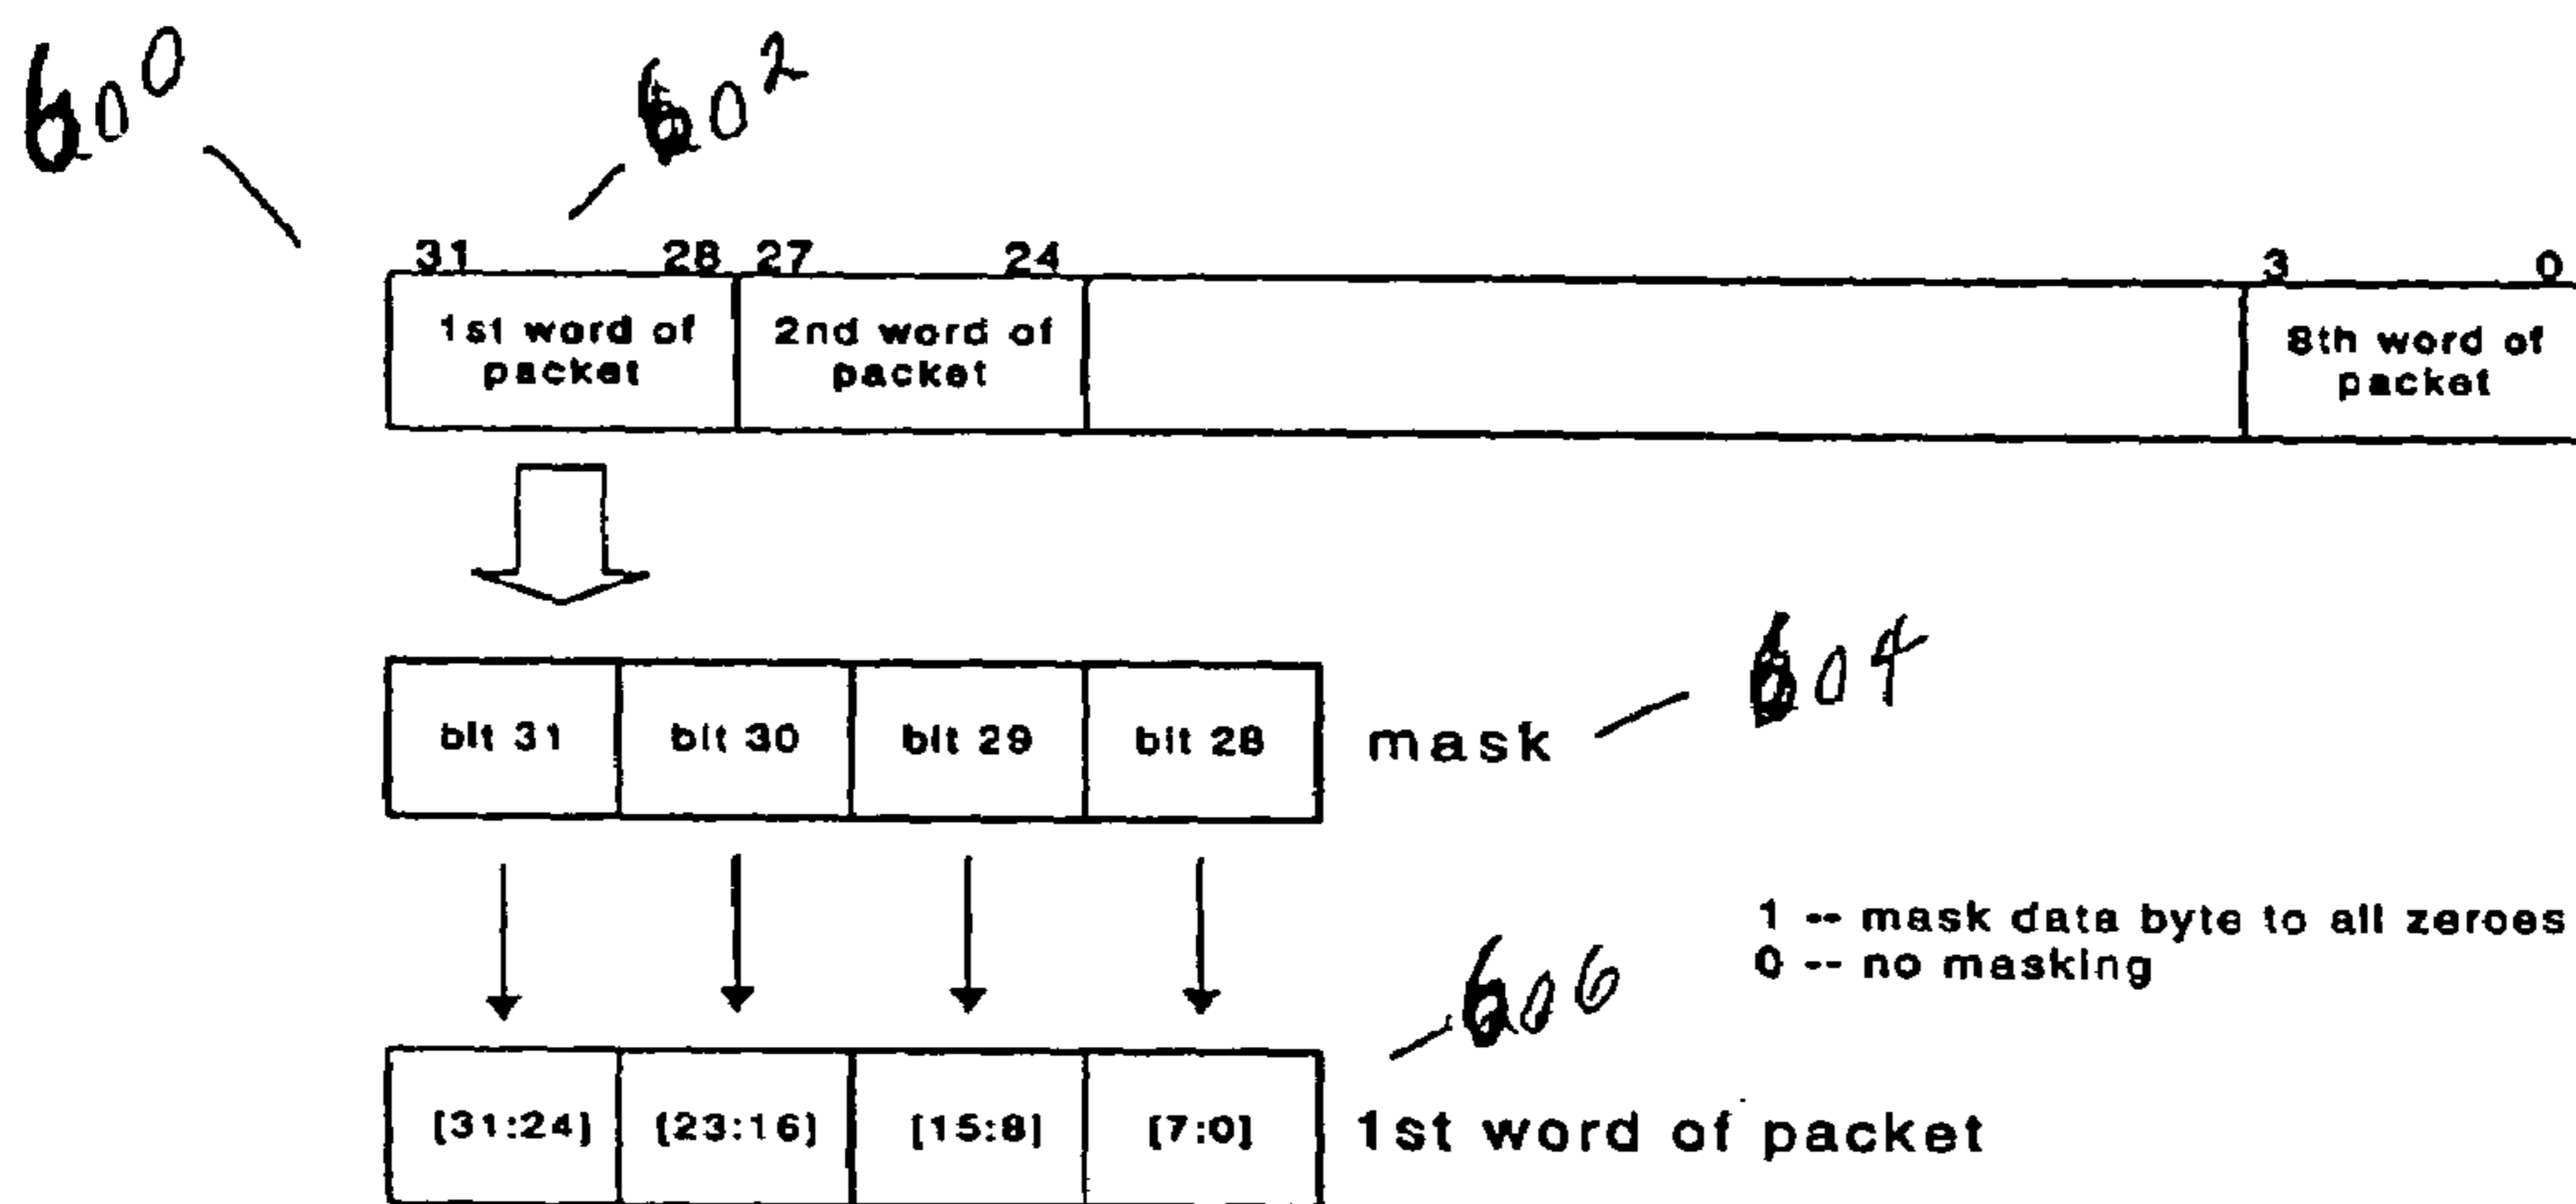 600
602
31 28 27 24 3 0
1st word of packet
2nd word of packet
8th word of packet
bit 31 bit 30 bit 29 bit 28 mask 604
1 -- mask data byte to all zeroes
0 -- no masking
606
[31:24] [23:16] [15:8] [7:0] 1st word of packet